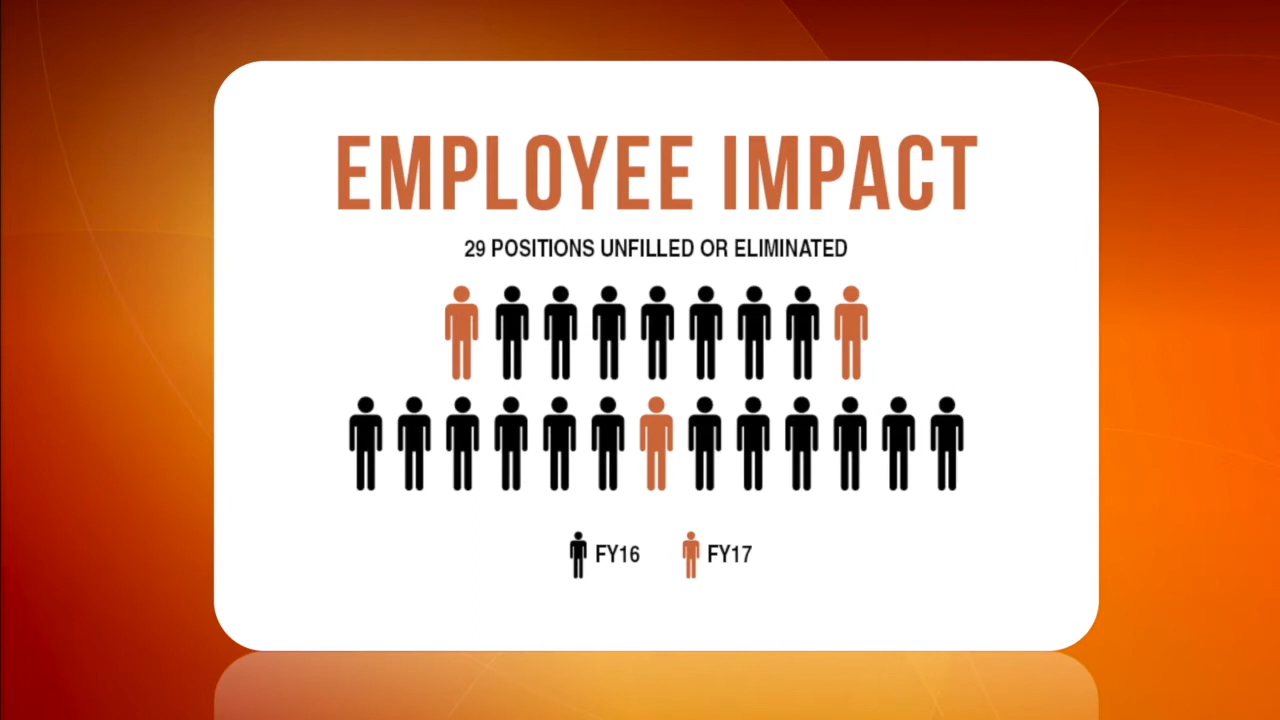 EMPLOYEE IMPACT
29 POSITIONS UNFILLED OR ELIMINATED
FY16 FY17